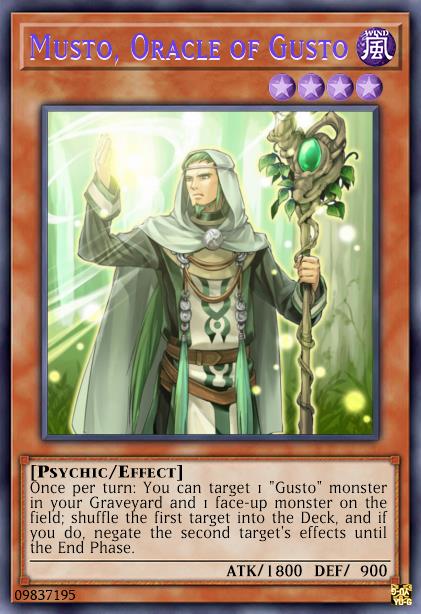 Musto, Oracle of Gusto
WIND
風
[Psychic/Effect]
Once per turn: You can target 1 "Gusto" monster
in your Graveyard and 1 face-up monster on the
field; shuffle the first target into the Deck, and if
you do, negate the second target's effects until
the End Phase.
ATK/1800 DEF/ 900
09837195